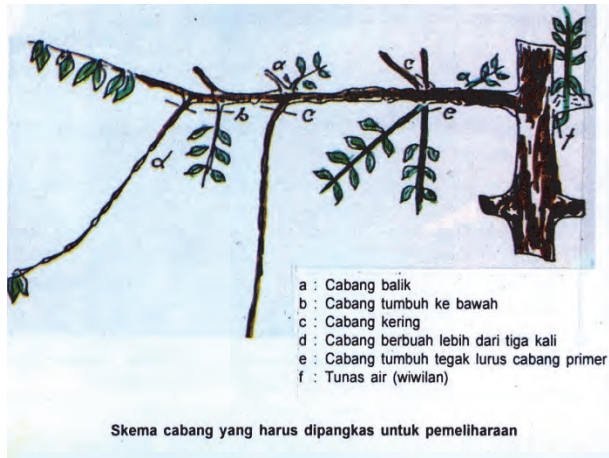 a
c
a
b
c
e
d
f
a : Cabang balik
b : Cabang tumbuh ke bawah
c : Cabang kering
d : Cabang berbuah lebih dari tiga kali
e : Cabang tumbuh tegak lurus cabang primer
f : Tunas air (wiwilan)
Skema cabang yang harus dipangkas untuk pemeliharaan